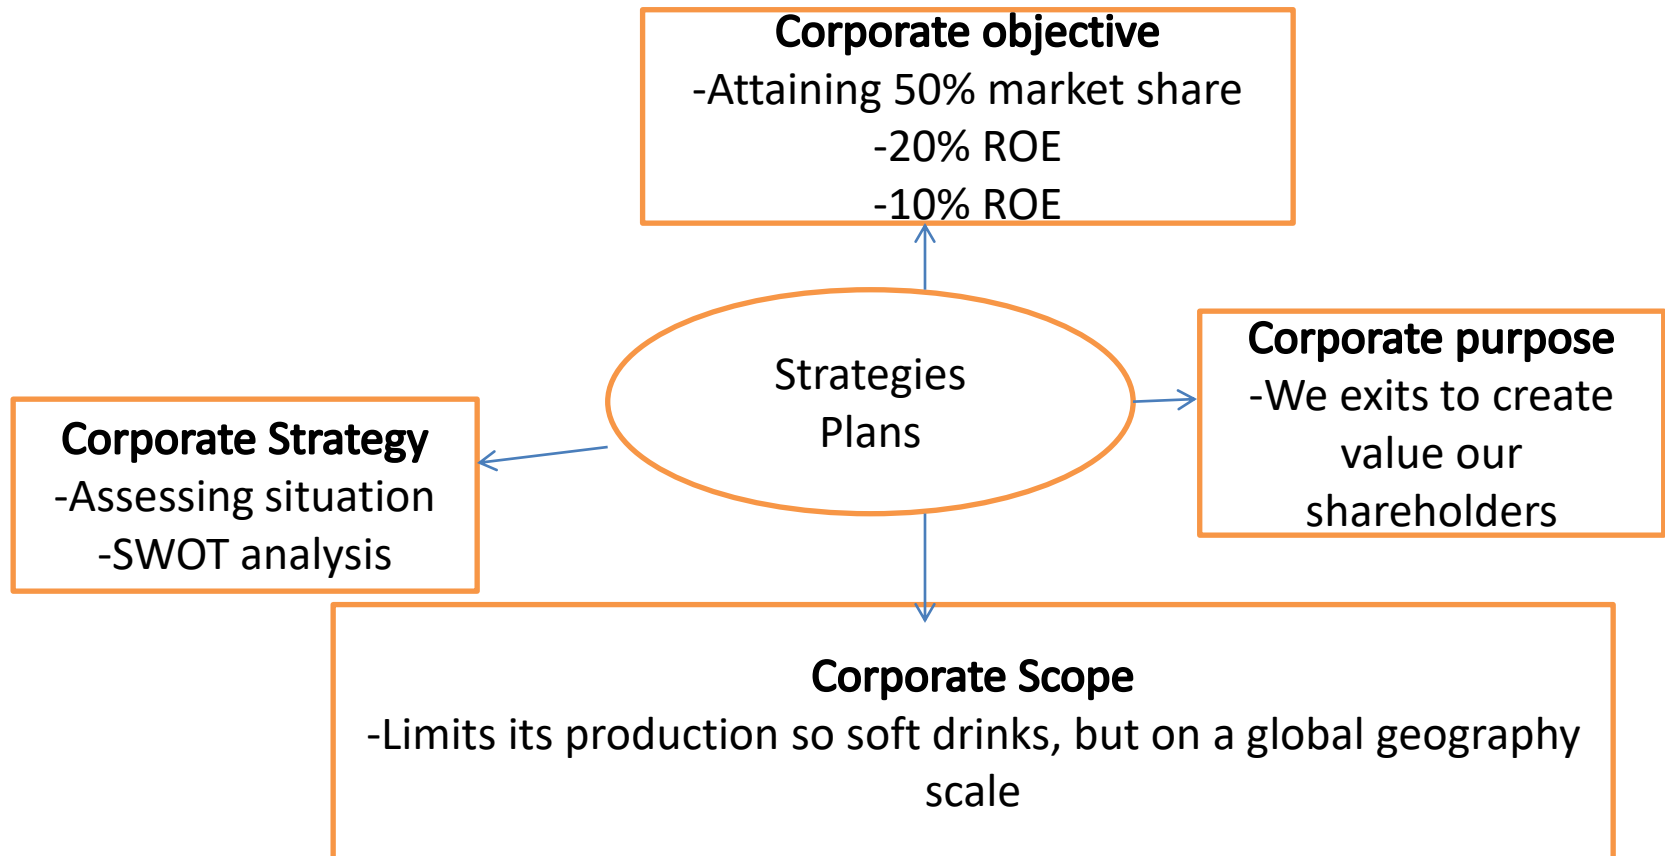 Corporate objective
-Attaining 50% market share
-20% ROE
-10% ROE
Strategies
Plans
Corporate purpose
-We exits to create
value our
shareholders
Corporate Strategy
-Assessing situation
-SWOT analysis
Corporate Scope
-Limits its production so soft drinks, but on a global geography
scale